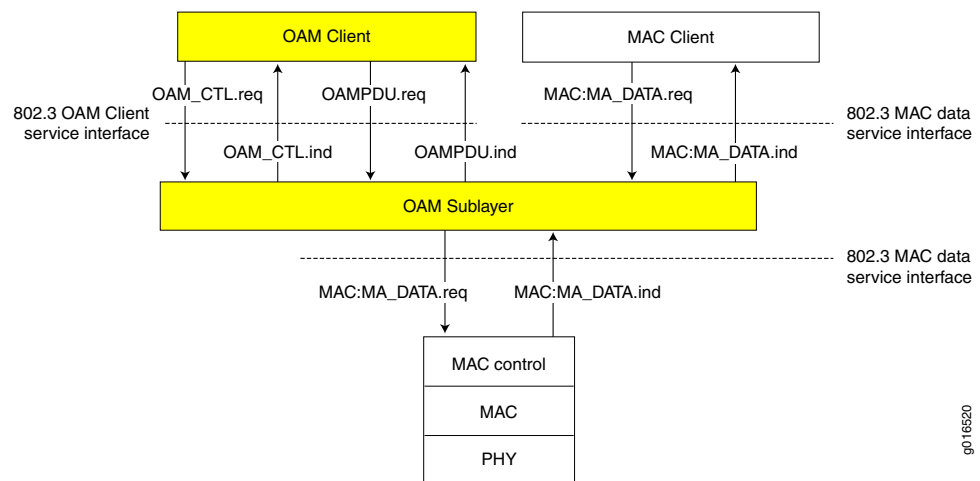 OAM Client
MAC Client
OAM_CTL.req
OAMPDU.req
MAC:MA_DATA.req
802.3 OAM Client
service interface
802.3 MAC data
service interface
OAM_CTL.ind
OAMPDU.ind
MAC:MA_DATA.ind
OAM Sublayer
802.3 MAC data
service interface
MAC:MA_DATA.req
MAC:MA_DATA.ind
MAC control
MAC
PHY
g016520